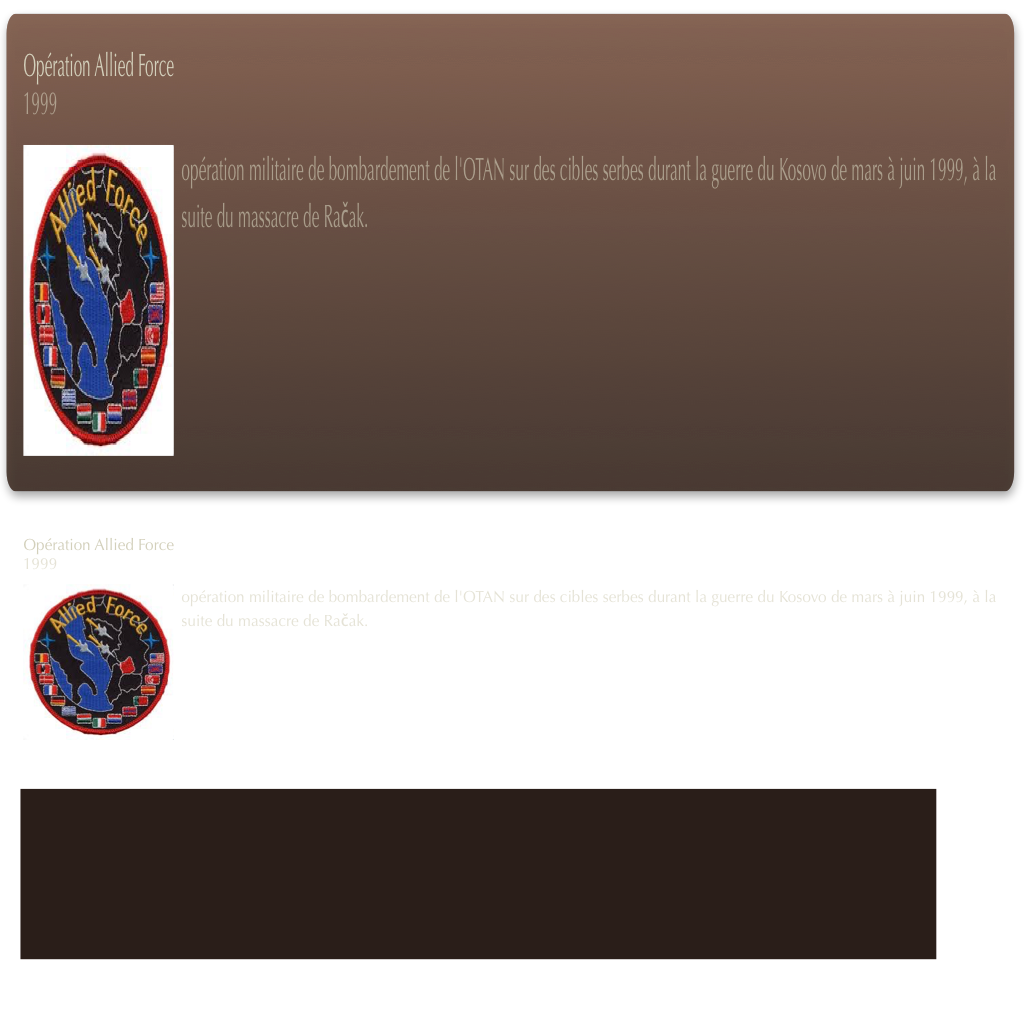 Opération Allied Force
1999
Allied Force
opération militaire de bombardement de l'OTAN sur des cibles serbes durant la guerre du Kosovo de mars à juin 1999, à la
suite du massacre de Račak.
Opération Allied Force
1999
Allied Force
opération militaire de bombardement de l'OTAN sur des cibles serbes durant la guerre du Kosovo de mars à juin 1999, à la
suite du massacre de Račak.